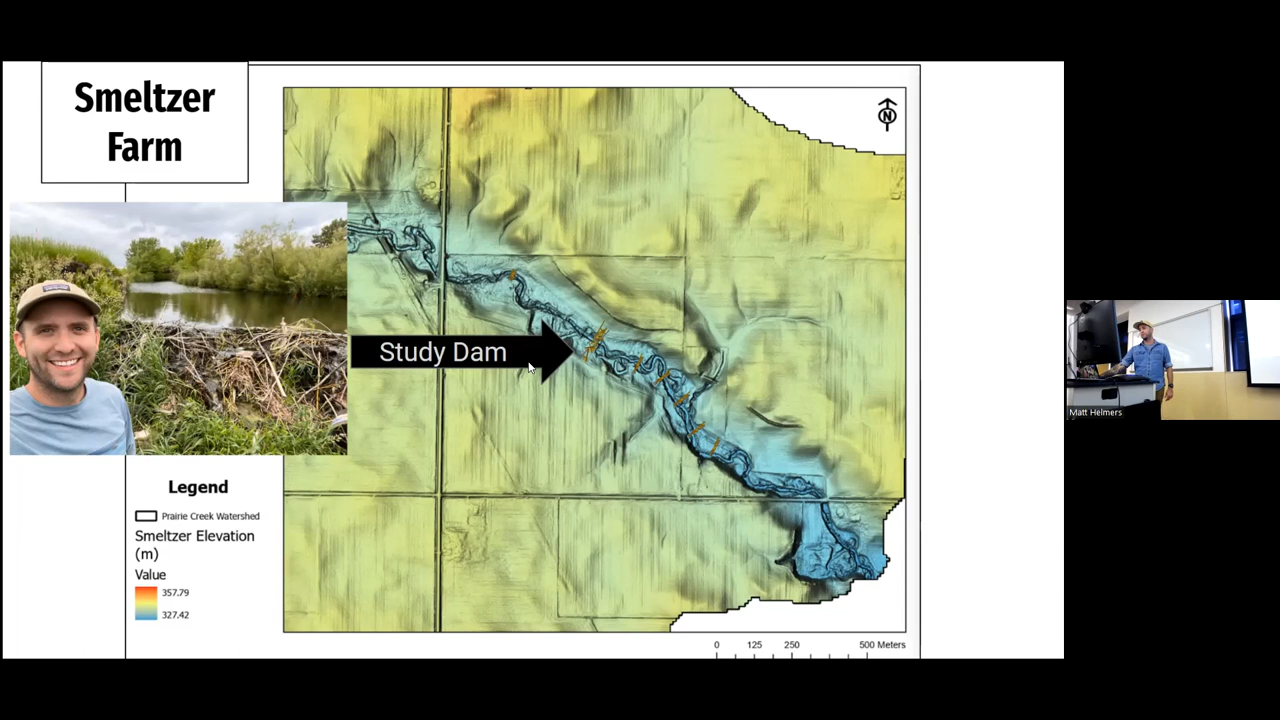 Smeltzer
Farm
N
Study Dam
Legend
Prairie Creek Watershed
Smeltzer Elevation
(m)
Value
357.79
327.42
0 125 250 500 Meters
Matt Helmers